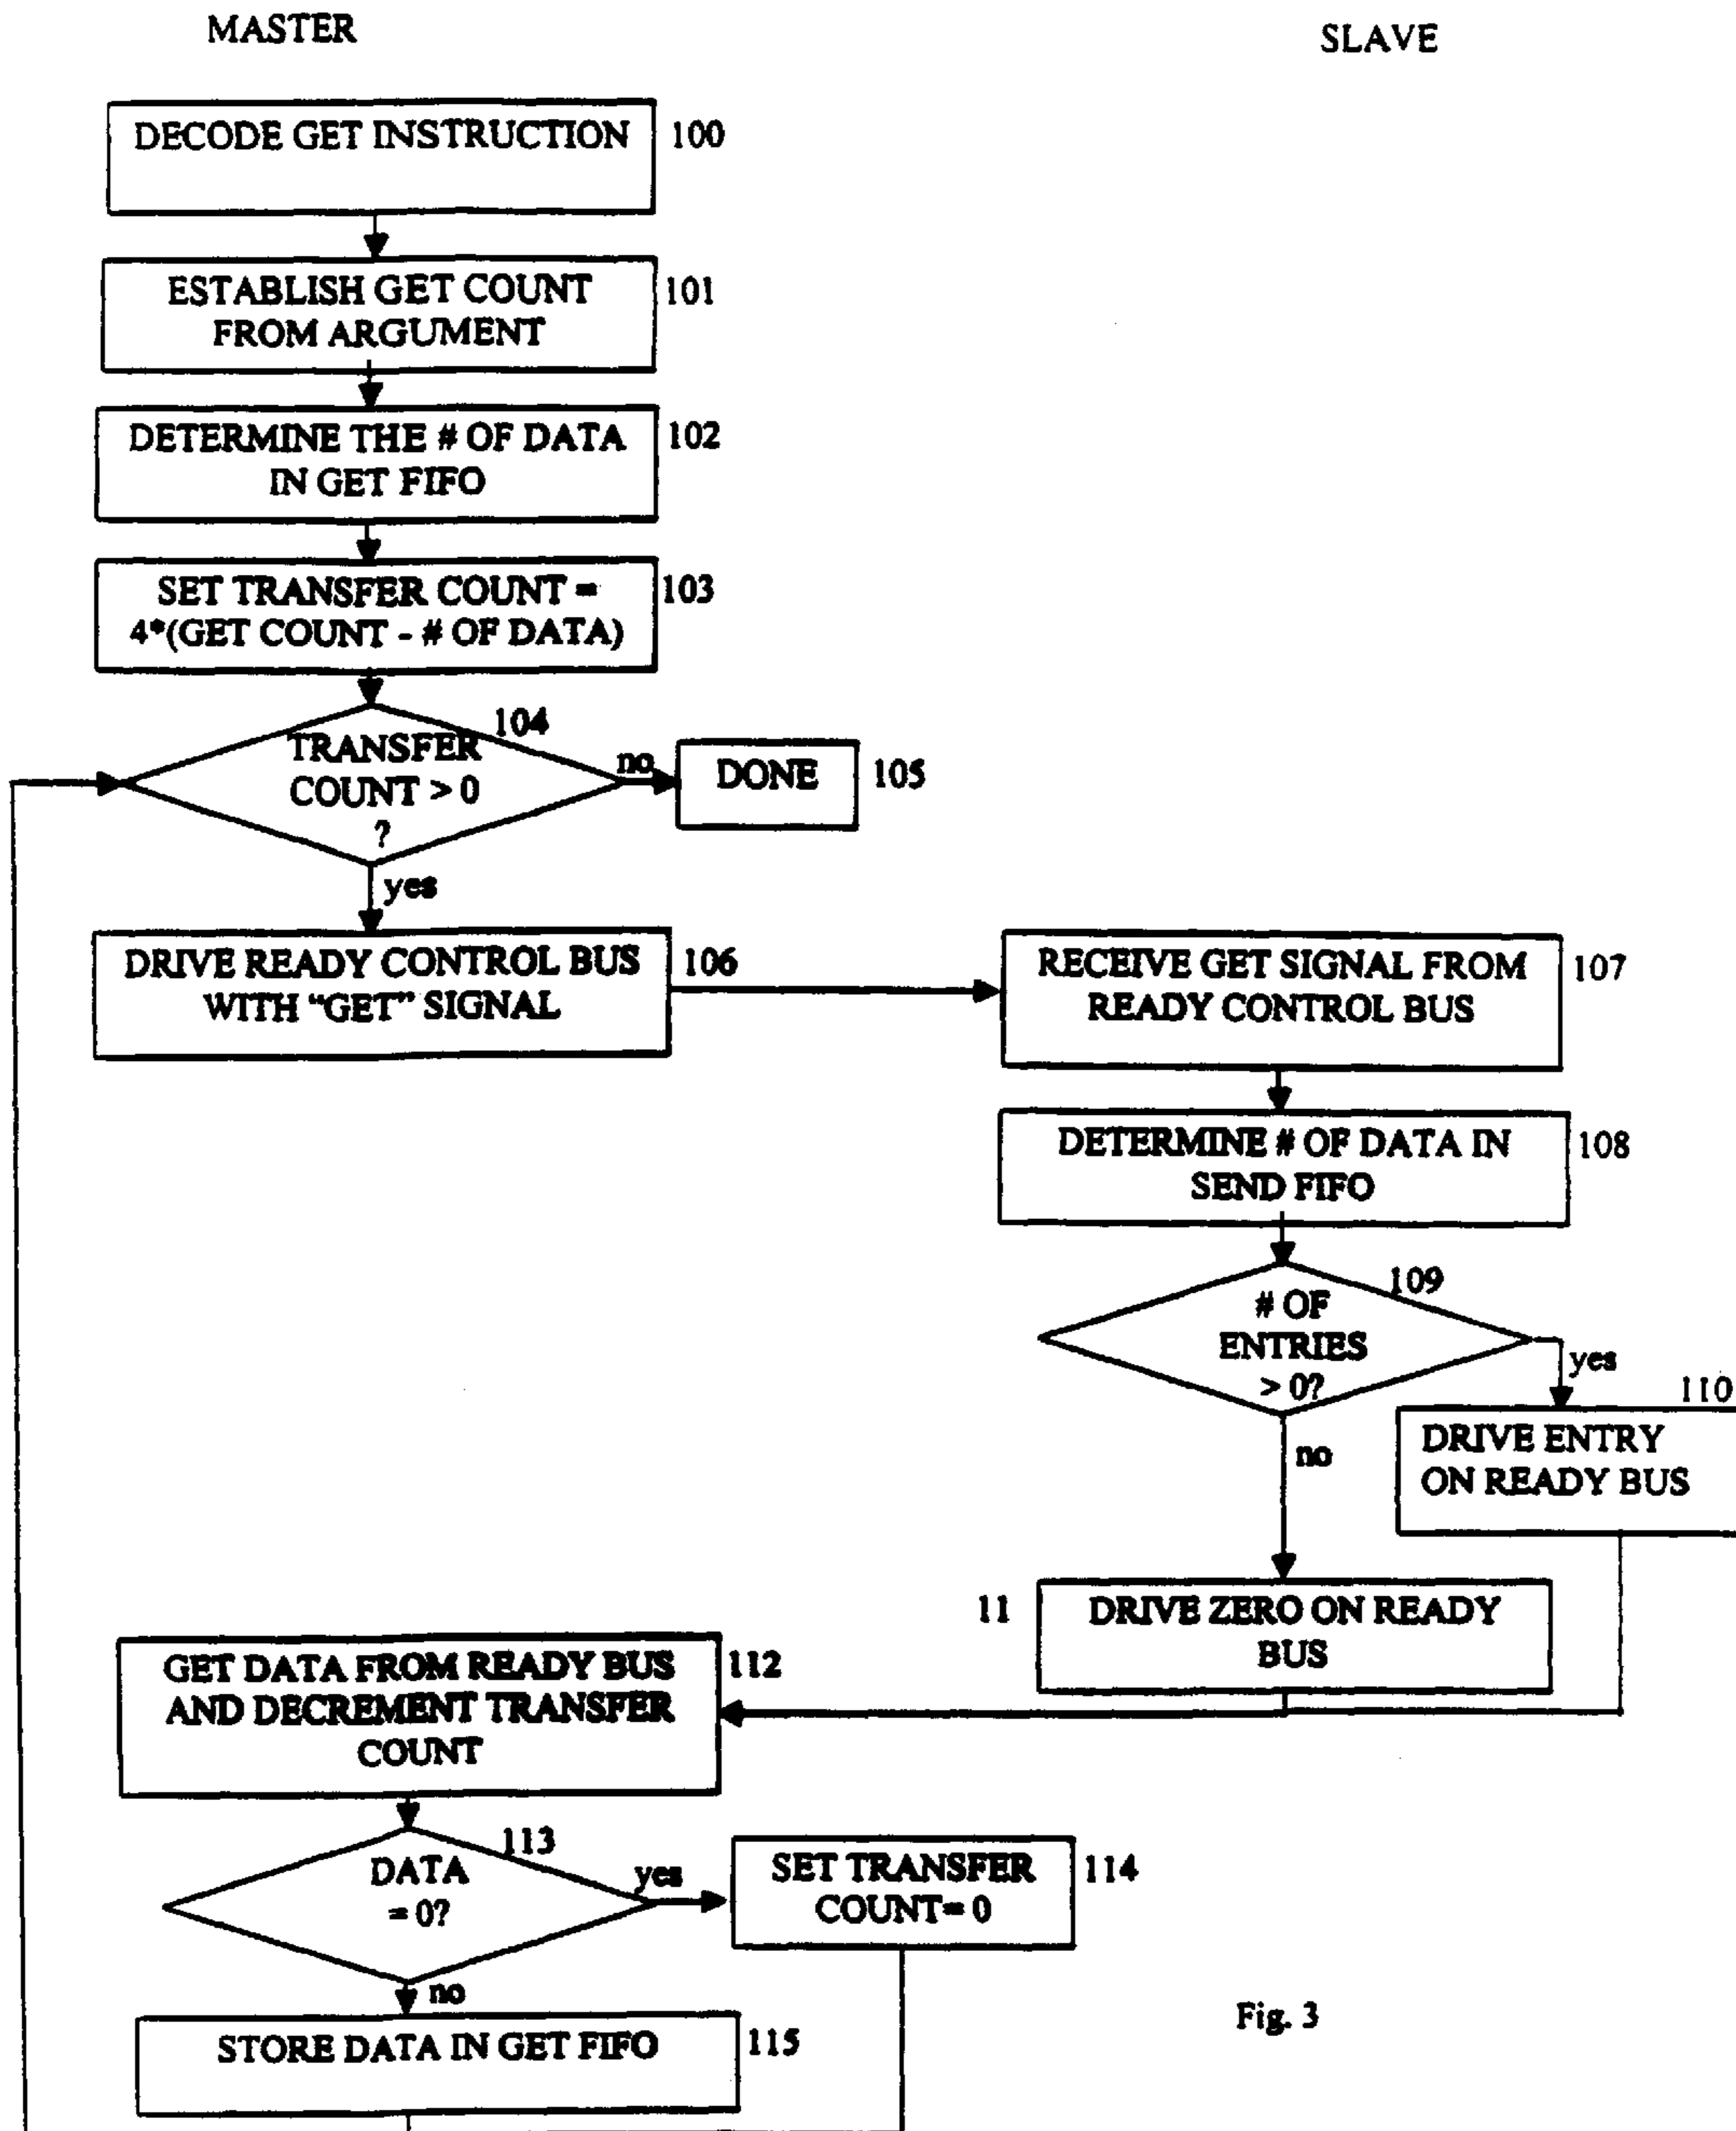 MASTER
SLAVE
DECODE GET INSTRUCTION
100
ESTABLISH GET COUNT
FROM ARGUMENT
101
DETERMINE THE # OF DATA
IN GET FIFO
102
SET TRANSFER COUNT =
4*(GET COUNT - # OF DATA)
103
104
TRANSFER
COUNT > 0
?
no
DONE
105
yes
DRIVE READY CONTROL BUS
WITH “GET” SIGNAL
106
RECEIVE GET SIGNAL FROM
READY CONTROL BUS
107
DETERMINE # OF DATA IN
SEND FIFO
108
109
# OF
ENTRIES
> 0?
yes
110
DRIVE ENTRY
ON READY BUS
no
11
DRIVE ZERO ON READY
BUS
GET DATA FROM READY BUS
AND DECREMENT TRANSFER
COUNT
112
113
DATA
= 0?
yes
SET TRANSFER
COUNT= 0
114
no
STORE DATA IN GET FIFO
115
Fig. 3